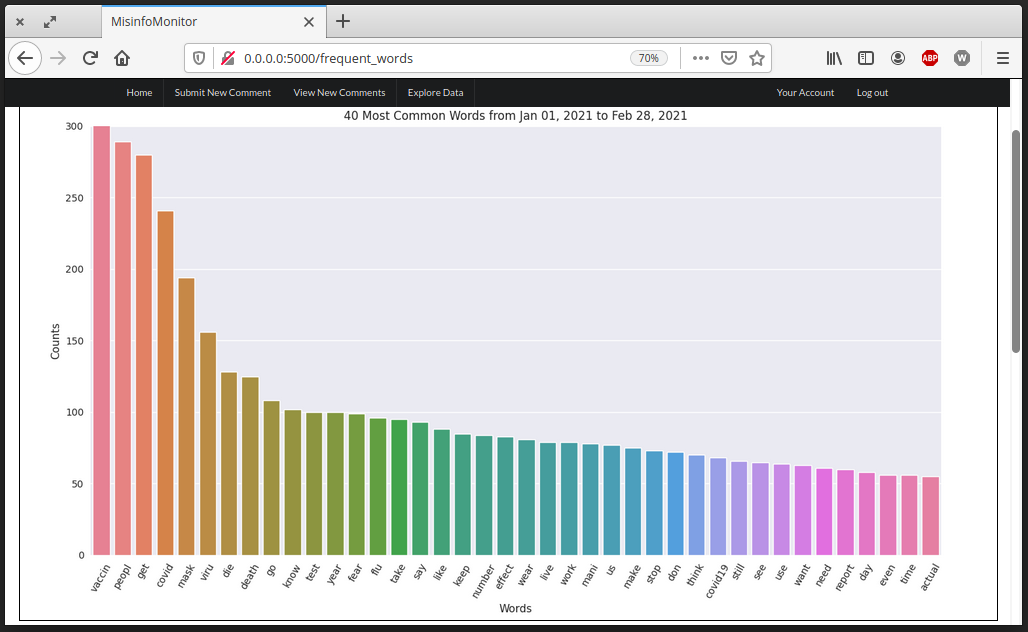 MisinfoMonitor
0.0.0.0:5000/frequent_words 70% ABP W
Home Submit New Comment View New Comments Explore Data Your Account Log out
40 Most Common Words from Jan 01, 2021 to Feb 28, 2021
300
250
200
150
100
50
0
Counts
vaccin peopl get covid mask viru die death go know test year fear flu take say like keep number effect wear live work mani us make stop don think covid19 still see use want need report day even time actual
Words